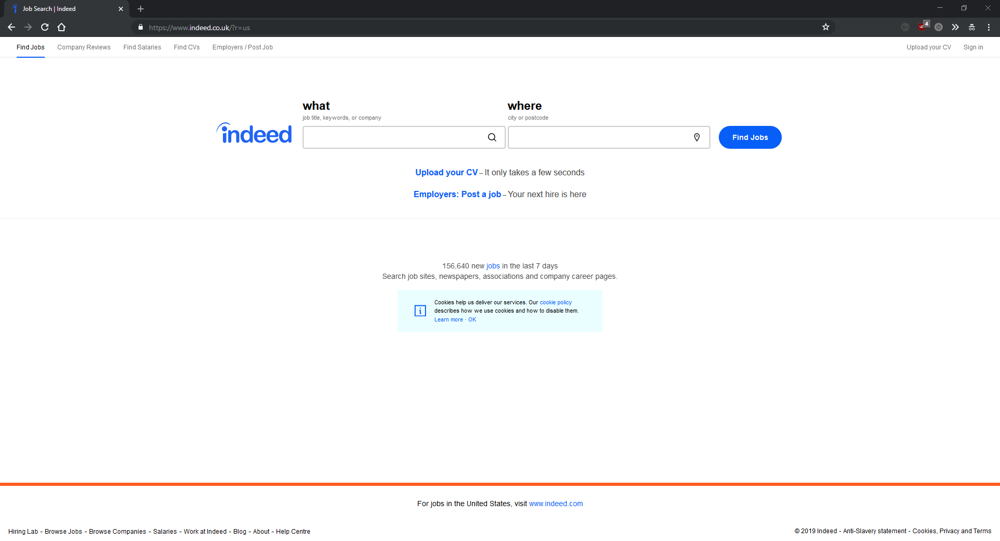 Job Search | Indeed
https://www.indeed.co.uk/?r=us
4
Find Jobs Company Reviews Find Salaries Find CVs Employers / Post Job Upload your CV Sign in
what where
job title, keywords, or company city or postcode
indeed Find Jobs
Upload your CV – It only takes a few seconds
Employers: Post a job – Your next hire is here
156,640 new jobs in the last 7 days
Search job sites, newspapers, associations and company career pages.
Cookies help us deliver our services. Our cookie policy
describes how we use cookies and how to disable them.
Learn more · OK
For jobs in the United States, visit www.indeed.com
Hiring Lab - Browse Jobs - Browse Companies - Salaries - Work at Indeed - Blog - About - Help Centre © 2019 Indeed - Anti-Slavery statement - Cookies, Privacy and Terms